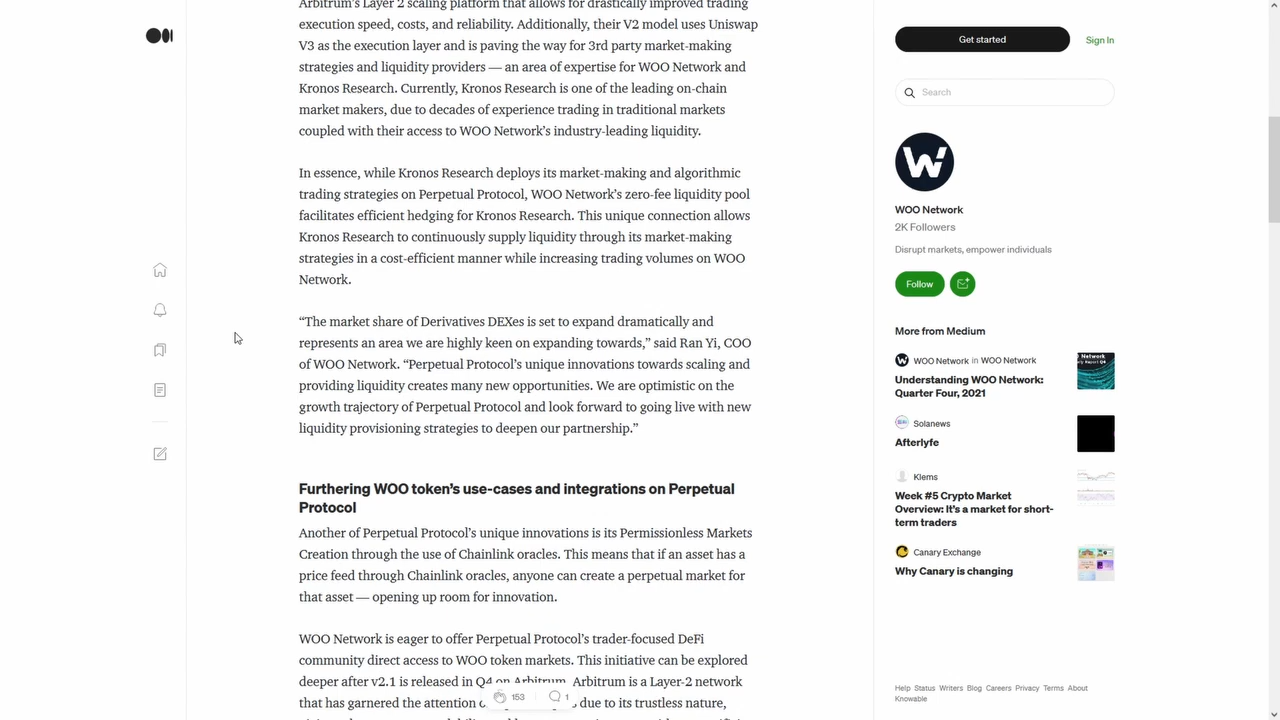 Arbitrum's Layer 2 scaling platform that allows for drastically improved trading
execution speed, costs, and reliability. Additionally, their V2 model uses Uniswap
V3 as the execution layer and is paving the way for 3rd party market-making
strategies and liquidity providers — an area of expertise for WOO Network and
Kronos Research. Currently, Kronos Research is one of the leading on-chain
market makers, due to decades of experience trading in traditional markets
coupled with their access to WOO Network's industry-leading liquidity.
In essence, while Kronos Research deploys its market-making and algorithmic
trading strategies on Perpetual Protocol, WOO Network's zero-fee liquidity pool
facilitates efficient hedging for Kronos Research. This unique connection allows
Kronos Research to continuously supply liquidity through its market-making
strategies in a cost-efficient manner while increasing trading volumes on WOO
Network.
“The market share of Derivatives DEXes is set to expand dramatically and
represents an area we are highly keen on expanding towards,” said Ran Yi, COO
of WOO Network. “Perpetual Protocol's unique innovations towards scaling and
providing liquidity creates many new opportunities. We are optimistic on the
growth trajectory of Perpetual Protocol and look forward to going live with new
liquidity provisioning strategies to deepen our partnership.”
Furthering WOO token's use-cases and integrations on Perpetual
Protocol
Another of Perpetual Protocol's unique innovations is its Permissionless Markets
Creation through the use of Chainlink oracles. This means that if an asset has a
price feed through Chainlink oracles, anyone can create a perpetual market for
that asset — opening up room for innovation.
WOO Network is eager to offer Perpetual Protocol's trader-focused DeFi
community direct access to WOO token markets. This initiative can be explored
deeper after v2.1 is released in Q4 on Arbitrum. Arbitrum is a Layer-2 network
that has garnered the attention due to its trustless nature,
153
1
Get started
Sign In
Search
WOO Network
2K Followers
Disrupt markets, empower individuals
Follow
More from Medium
WOO Network in WOO Network
Understanding WOO Network:
Quarter Four, 2021
Solanews
Afterlyfe
Klems
Week #5 Crypto Market
Overview: It's a market for short-
term traders
Canary Exchange
Why Canary is changing
Help Status Writers Blog Careers Privacy Terms About
Knowable